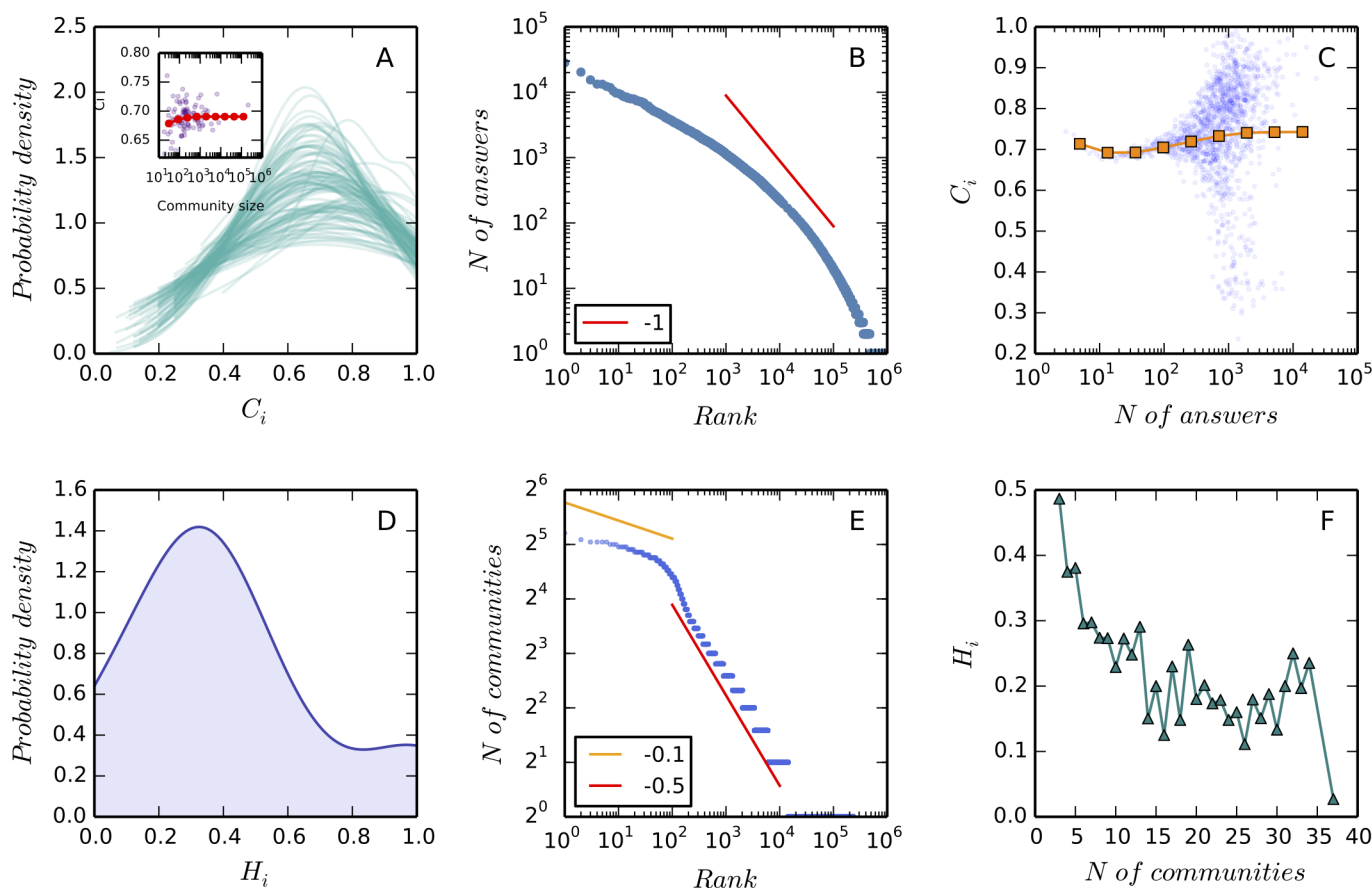 A
Probability density
2.5
2.0
1.5
1.0
0.5
0.0
0.0 0.2 0.4 0.6 0.8 1.0
C_i
0.80
0.75
0.70
0.65
10^1 10^2 10^3 10^4 10^5 10^6
Community size
B
N of answers
10^5
10^4
10^3
10^2
10^1
10^0
-1
10^0 10^1 10^2 10^3 10^4 10^5 10^6
Rank
C
C_i
1.0
0.9
0.8
0.7
0.6
0.5
0.4
0.3
0.2
10^0 10^1 10^2 10^3 10^4 10^5
N of answers
D
Probability density
1.6
1.4
1.2
1.0
0.8
0.6
0.4
0.2
0.0
0.0 0.2 0.4 0.6 0.8 1.0
H_i
E
N of communities
2^6
2^5
2^4
2^3
2^2
2^1
2^0
-0.1
-0.5
10^0 10^1 10^2 10^3 10^4 10^5 10^6
Rank
F
H_i
0.5
0.4
0.3
0.2
0.1
0.0
0 5 10 15 20 25 30 35 40
N of communities